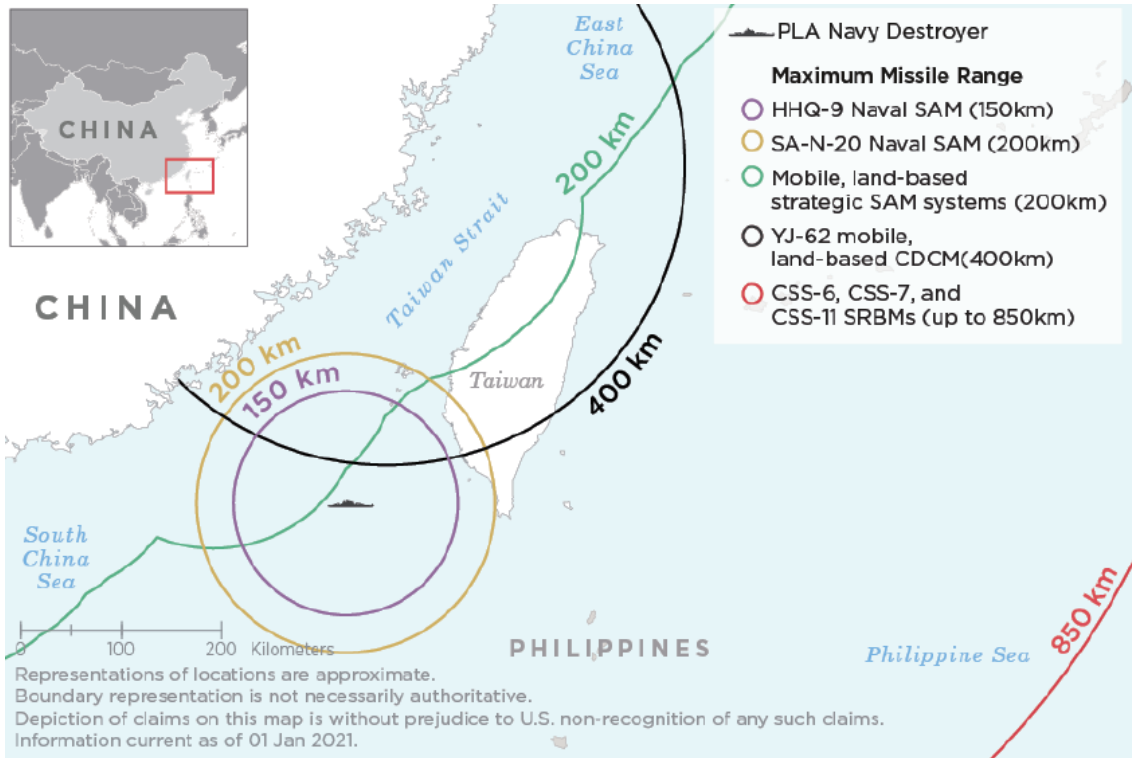 CHINA
East
China
Sea
PLA Navy Destroyer
Maximum Missile Range
HHQ-9 Naval SAM (150km)
SA-N-20 Naval SAM (200km)
Mobile, land-based
strategic SAM systems (200km)
YJ-62 mobile,
land-based CDCM(400km)
CSS-6, CSS-7, and
CSS-11 SRBMs (up to 850km)
200 km
Taiwan Strait
CHINA
200 km
150 km
Taiwan
400 km
South
China
Sea
850 km
PHILIPPINES
Philippine Sea
0 100 200 Kilometers
Representations of locations are approximate.
Boundary representation is not necessarily authoritative.
Depiction of claims on this map is without prejudice to U.S. non-recognition of any such claims.
Information current as of 01 Jan 2021.